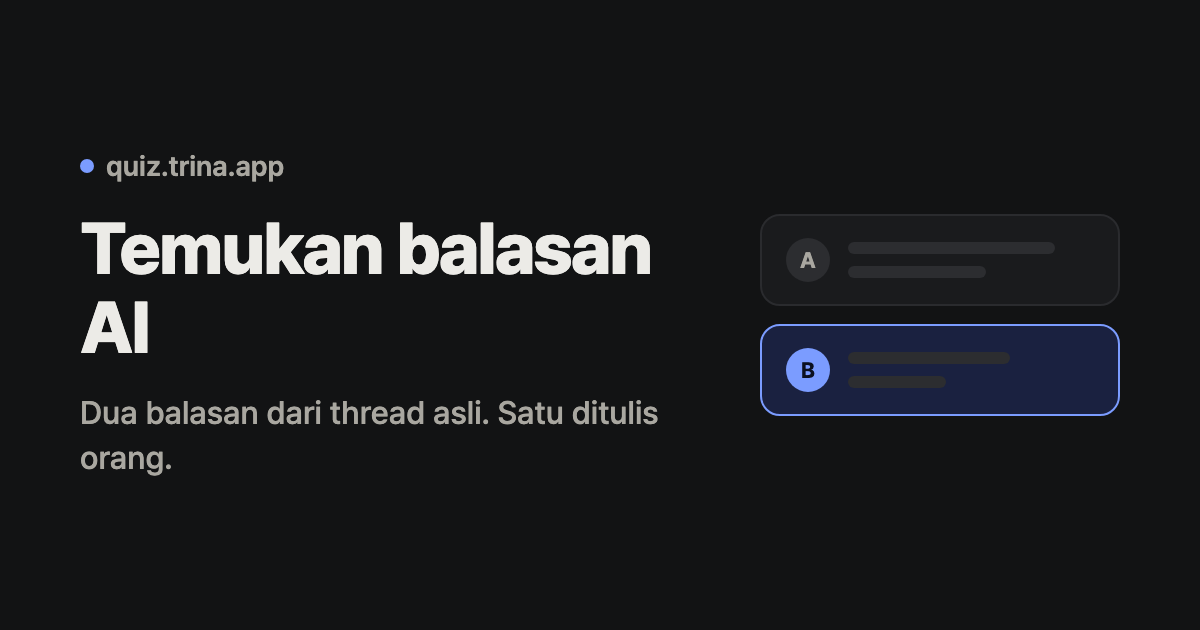 quiz.trina.app
Temukan balasan
AI
Dua balasan dari thread asli. Satu ditulis
orang.
A
B